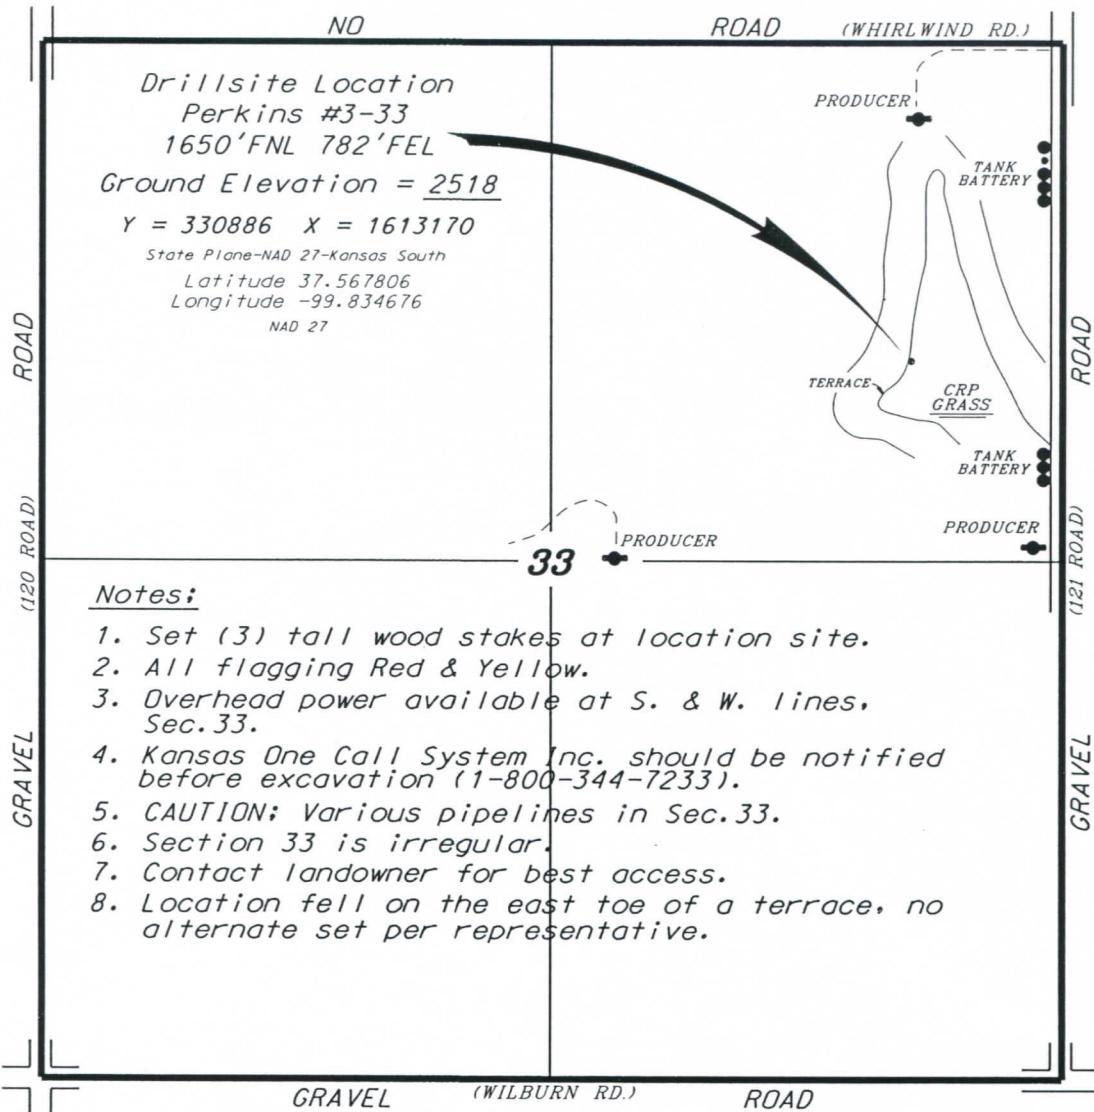 NO ROAD (WHIRLWIND RD.)
Drillsite Location
Perkins #3-33
1650'FNL 782'FEL
Ground Elevation = 2518
Y = 330886 X = 1613170
State Plane-NAD 27-Kansas South
Latitude 37.567806
Longitude -99.834676
NAD 27
PRODUCER
TANK
BATTERY
ROAD
ROAD
TERRACE
CRP
GRASS
TANK
BATTERY
(120 ROAD)
PRODUCER
PRODUCER
(121 ROAD)
33
Notes:
1. Set (3) tall wood stakes at location site.
2. All flagging Red & Yellow.
3. Overhead power available at S. & W. lines,
Sec.33.
4. Kansas One Call System Inc. should be notified
before excavation (1-800-344-7233).
5. CAUTION: Various pipelines in Sec.33.
6. Section 33 is irregular.
7. Contact landowner for best access.
8. Location fell on the east toe of a terrace, no
alternate set per representative.
GRAVEL
GRAVEL
GRAVEL (WILBURN RD.) ROAD